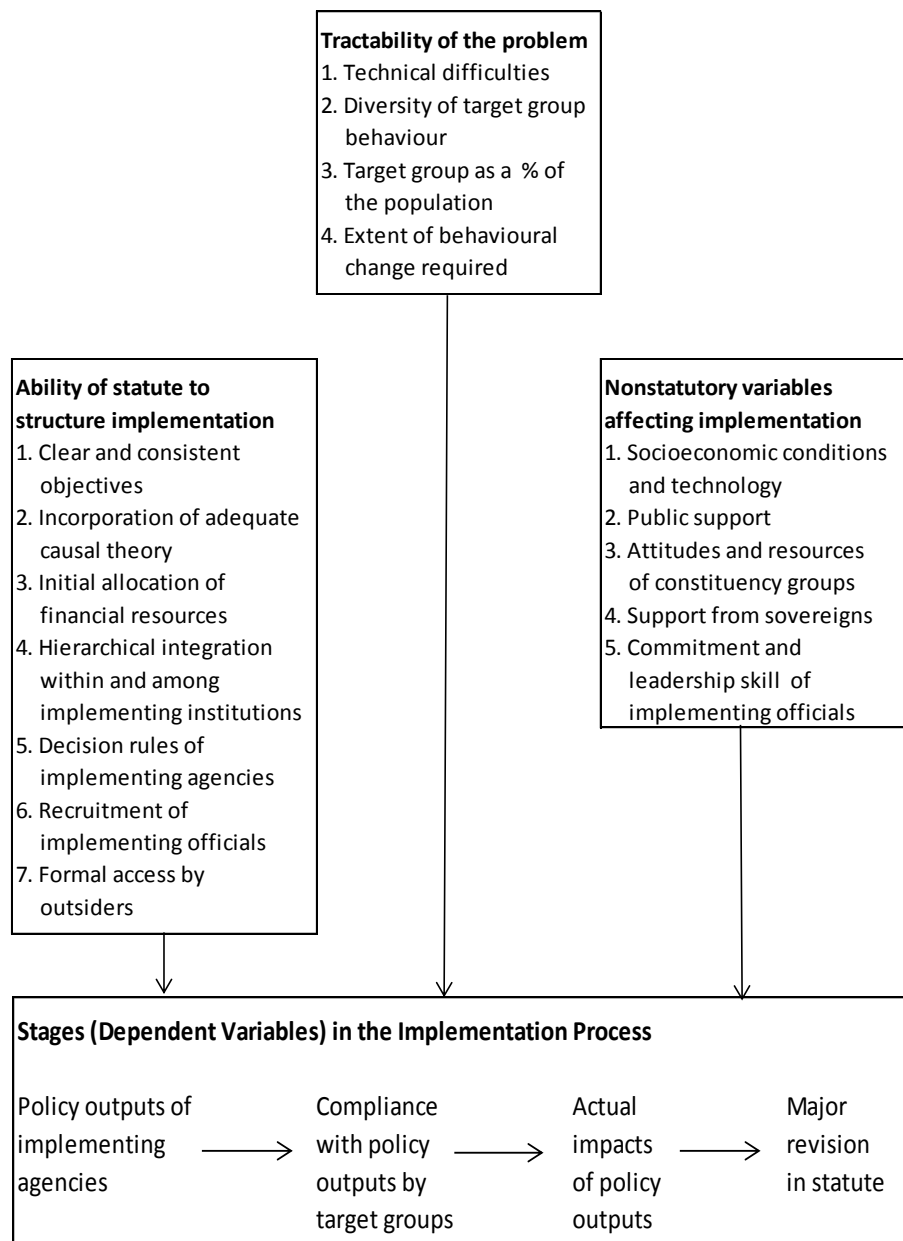 Tractability of the problem
1. Technical difficulties
2. Diversity of target group
behaviour
3. Target group as a % of
the population
4. Extent of behavioural
change required
Ability of statute to
structure implementation
1. Clear and consistent
objectives
2. Incorporation of adequate
causal theory
3. Initial allocation of
financial resources
4. Hierarchical integration
within and among
implementing institutions
5. Decision rules of
implementing agencies
6. Recruitment of
implementing officials
7. Formal access by
outsiders
Nonstatutory variables
affecting implementation
1. Socioeconomic conditions
and technology
2. Public support
3. Attitudes and resources
of constituency groups
4. Support from sovereigns
5. Commitment and
leadership skill of
implementing officials
Stages (Dependent Variables) in the Implementation Process
Policy outputs of
implementing
agencies
Compliance
with policy
outputs by
target groups
Actual
impacts
of policy
outputs
Major
revision
in statute